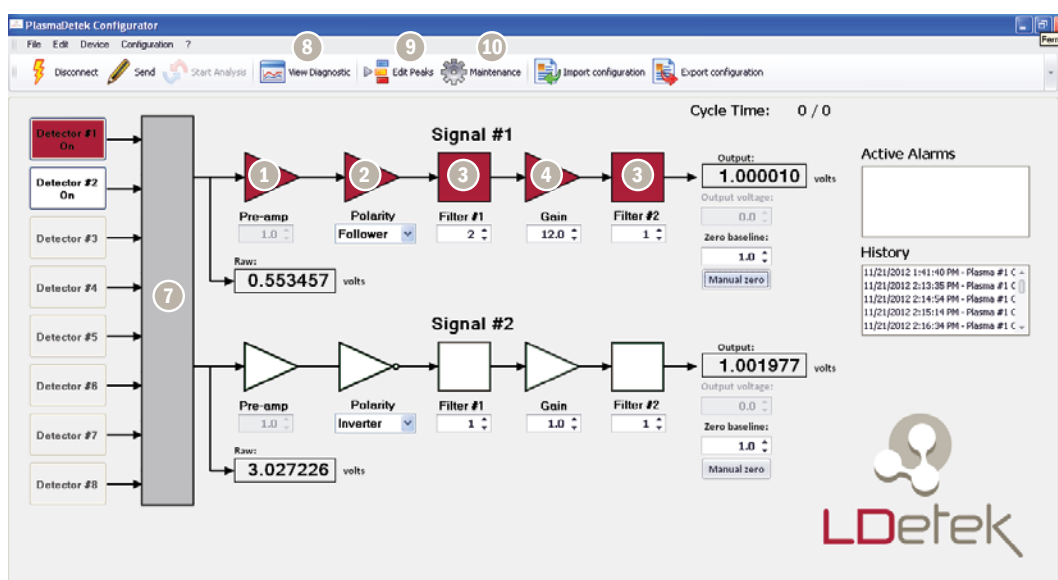 PlasmaDetek Configurator
File Edit Device Configuration ?
8 9 10
Disconnect Send Start Analysis View Diagnostic Edit Peaks Maintenance Import configuration Export configuration
Cycle Time: 0 / 0
Detector #1
On
Detector #2
On
Detector #3
Detector #4
Detector #5
Detector #6
Detector #7
Detector #8
7
Signal #1
1 2 3 4 3
Pre-amp
1.0
Polarity
Follower
Filter #1
2
Gain
12.0
Filter #2
1
Output:
1.000010 volts
Output voltage:
0.0
Zero baseline:
1.0
Manual zero
Raw:
0.553457 volts
Signal #2
Pre-amp
1.0
Polarity
Inverter
Filter #1
1
Gain
1.0
Filter #2
1
Output:
1.001977 volts
Output voltage:
0.0
Zero baseline:
1.0
Manual zero
Raw:
3.027226 volts
Active Alarms
History
11/21/2012 1:41:40 PM - Plasma #1 C
11/21/2012 2:13:35 PM - Plasma #1 C
11/21/2012 2:14:54 PM - Plasma #1 C
11/21/2012 2:15:14 PM - Plasma #1 C
11/21/2012 2:16:34 PM - Plasma #1 C
LDetek